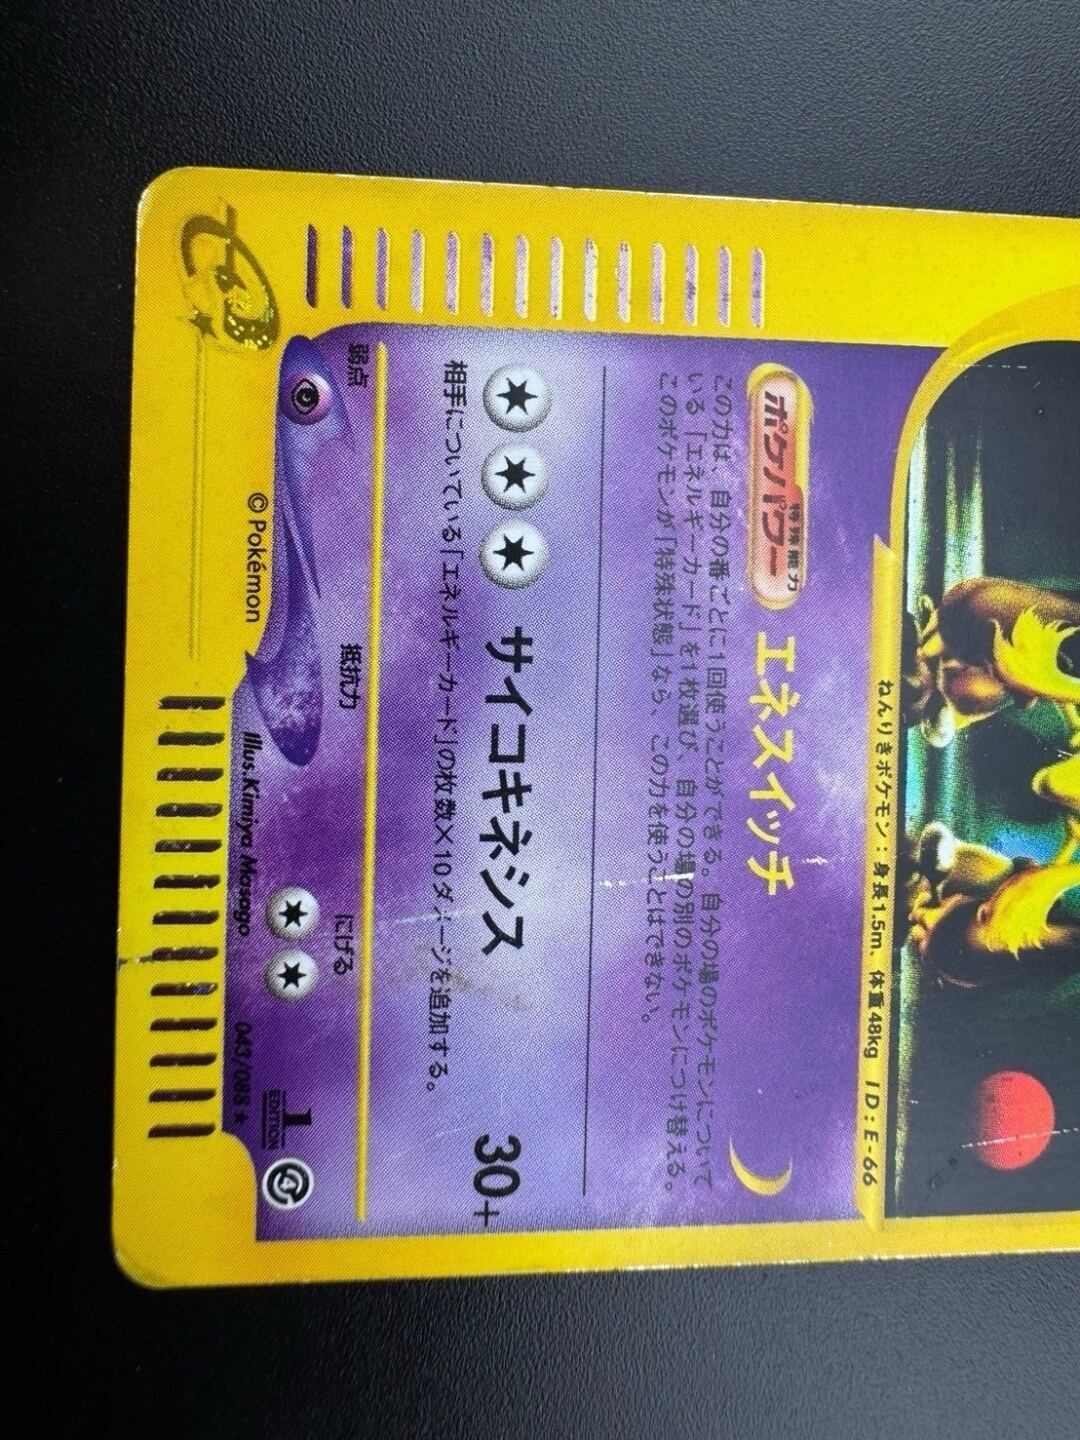 ねんりきポケモン：身長1.5m、体重48kg ID：E-66
ポケパワー
特殊能力
エネスイッチ
この力は、自分の番ごとに1回使うことができる。自分の場のポケモンについて
いる「エネルギーカード」を1枚選び、自分の場の別のポケモンにつけ替える。
このポケモンが「特殊状態」なら、この力を使うことはできない。
サイコキネシス 30+
相手についている「エネルギーカード」の枚数×10ダメージを追加する。
弱点 抵抗力 にげる
Illus.Kimiya Masago
043/088 ★
1
EDITION
©Pokémon